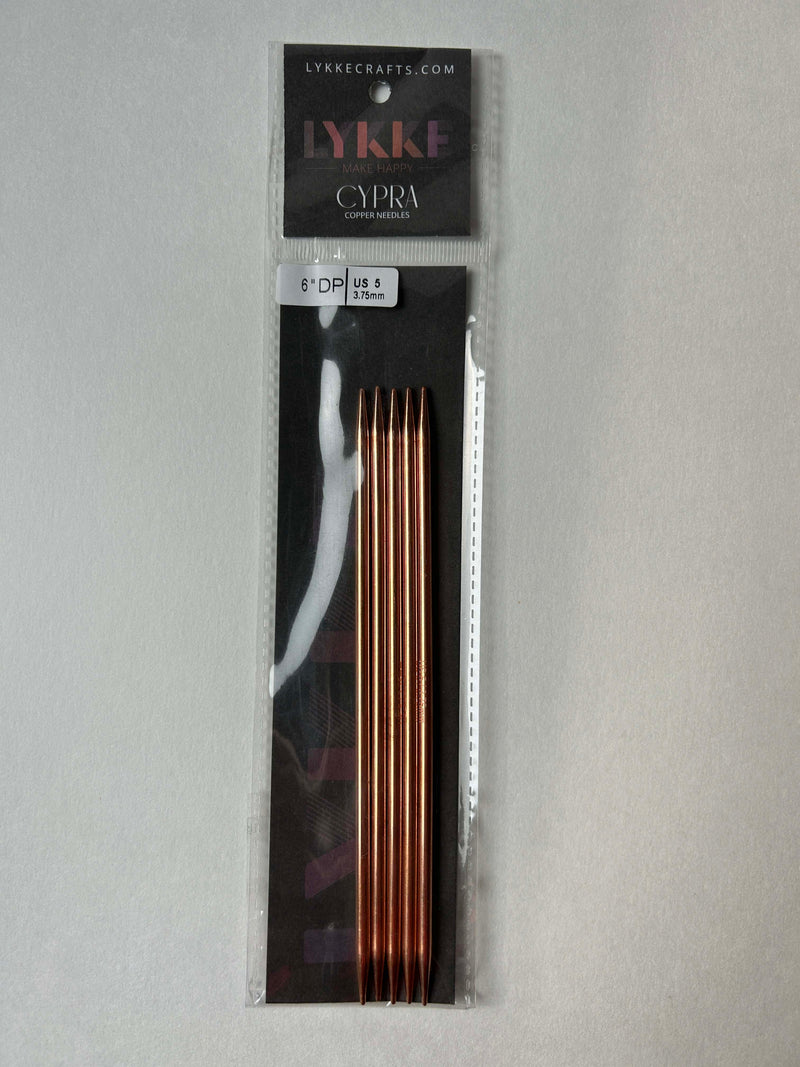 LYKKECRAFTS.COM
LYKKE
MAKE HAPPY
CYPRA
COPPER NEEDLES
6" DP
US 5
3.75mm